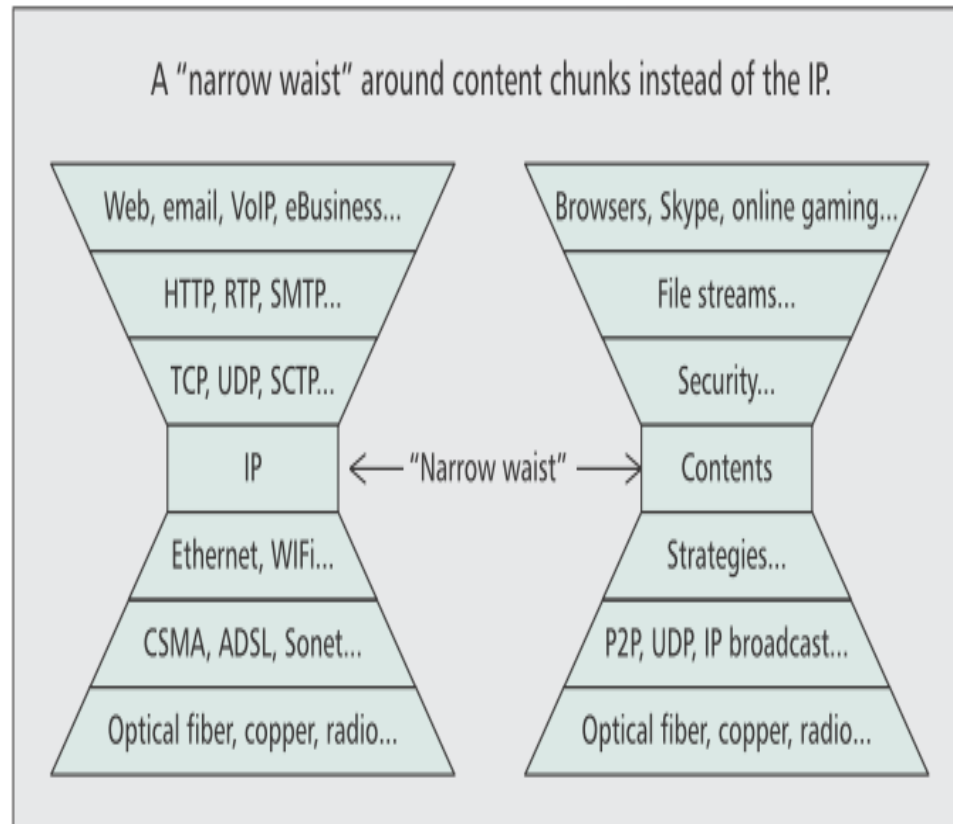 A “narrow waist” around content chunks instead of the IP.
Web, email, VoIP, eBusiness...
HTTP, RTP, SMTP...
TCP, UDP, SCTP...
IP
Ethernet, WIFi...
CSMA, ADSL, Sonet...
Optical fiber, copper, radio...
“Narrow waist”
Browsers, Skype, online gaming...
File streams...
Security...
Contents
Strategies...
P2P, UDP, IP broadcast...
Optical fiber, copper, radio...